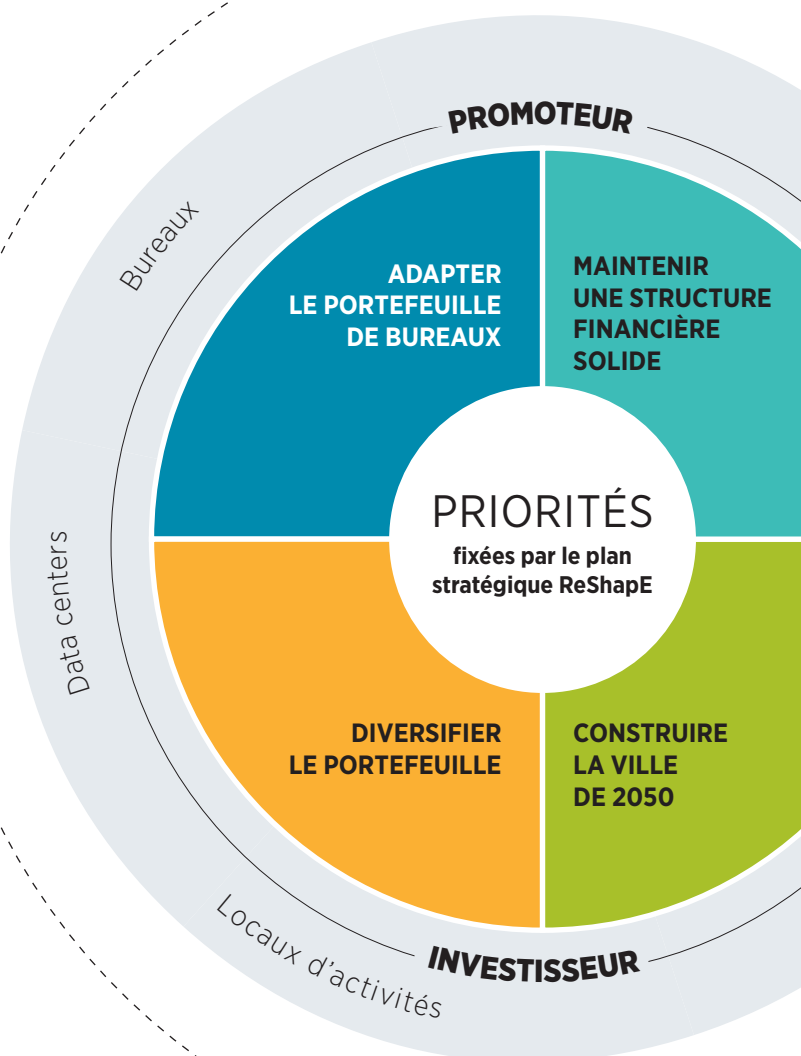 PROMOTEUR
Bureaux
ADAPTER
LE PORTEFEUILLE
DE BUREAUX
MAINTENIR
UNE STRUCTURE
FINANCIÈRE
SOLIDE
PRIORITÉS
fixées par le plan
stratégique ReShapE
Data centers
DIVERSIFIER
LE PORTEFEUILLE
CONSTRUIRE
LA VILLE
DE 2050
Locaux d'activités
INVESTISSEUR